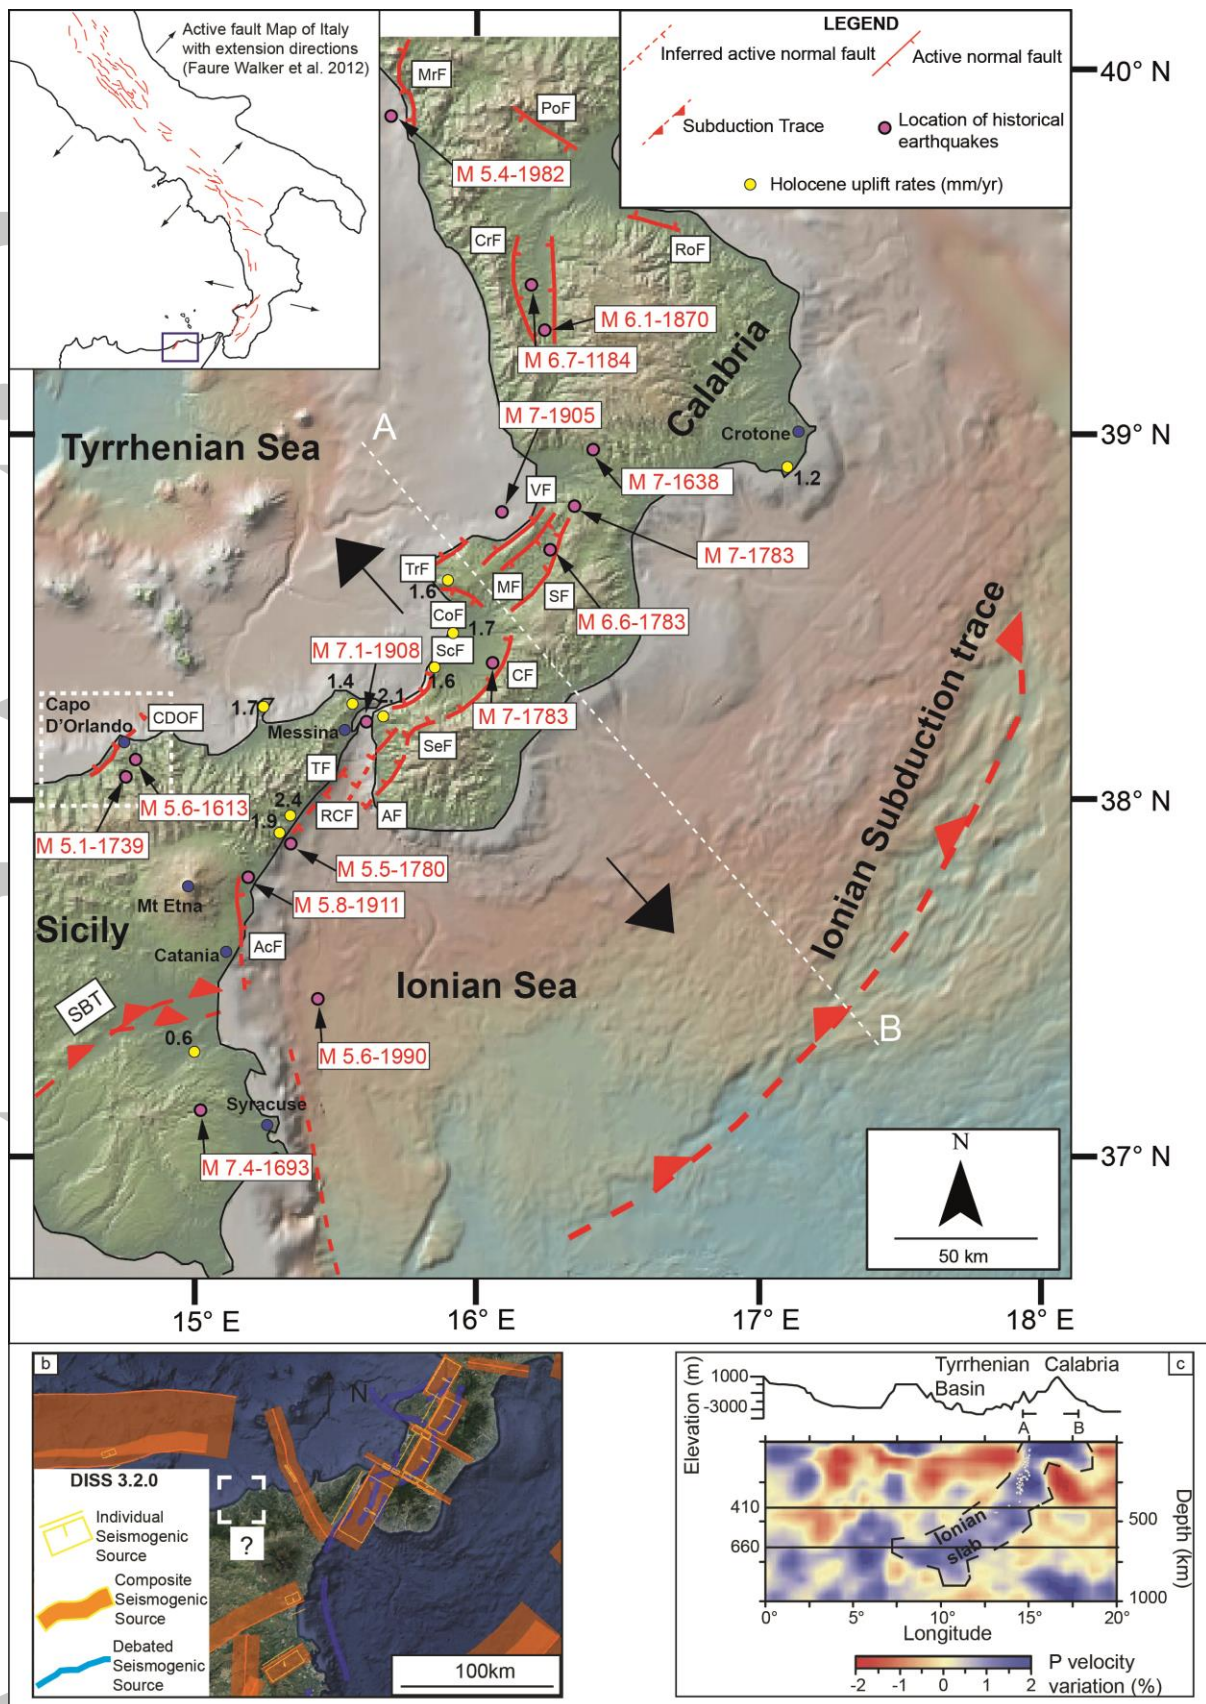 Active fault Map of Italy
with extension directions
(Faure Walker et al. 2012)
LEGEND
Inferred active normal fault
Active normal fault
Subduction Trace
Location of historical
earthquakes
Holocene uplift rates (mm/yr)
40° N
39° N
38° N
37° N
MrF
PoF
M 5.4-1982
CrF
RoF
M 6.1-1870
M 6.7-1184
Calabria
M 7-1905
A
Tyrrhenian Sea
Crotone
1.2
M 7-1638
VF
M 7-1783
TrF
1.6
MF
SF
CoF
1.7
M 6.6-1783
M 7.1-1908
ScF
1.6
CF
1.4
2.1
1.7
Capo
D'Orlando
CDOF
Messina
M 7-1783
SeF
TF
RCF
AF
M 5.6-1613
2.4
1.9
M 5.1-1739
M 5.5-1780
Mt Etna
M 5.8-1911
Sicily
Catania
AcF
Ionian Sea
Ionian Subduction trace
B
SBT
0.6
M 5.6-1990
Syracuse
M 7.4-1693
N
50 km
15° E
16° E
17° E
18° E
b
N
?
DISS 3.2.0
Individual
Seismogenic
Source
Composite
Seismogenic
Source
Debated
Seismogenic
Source
100km
c
Tyrrhenian
Basin
Calabria
Elevation (m)
1000
-3000
A
B
410
660
500
1000
Depth (km)
Ionian
slab
0°
5°
10°
15°
20°
Longitude
-2
-1
0
1
2
P velocity
variation (%)